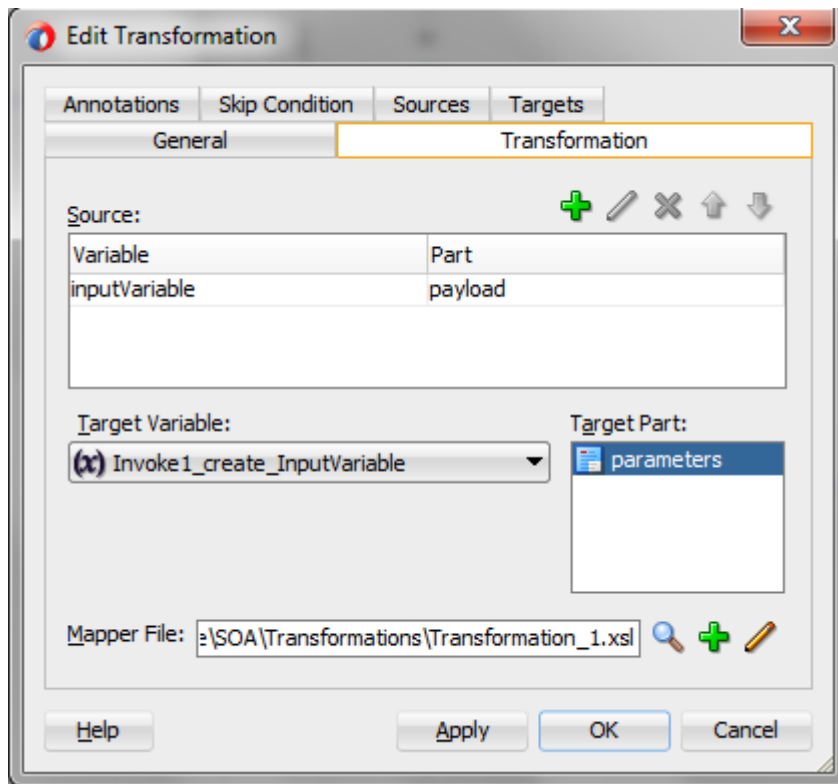 Edit Transformation
Annotations Skip Condition Sources Targets
General Transformation
Source:
Variable Part
inputVariable payload
Target Variable: Target Part:
(x) Invoke1_create_InputVariable parameters
Mapper File: e\SOA\Transformations\Transformation_1.xsl
Help Apply OK Cancel